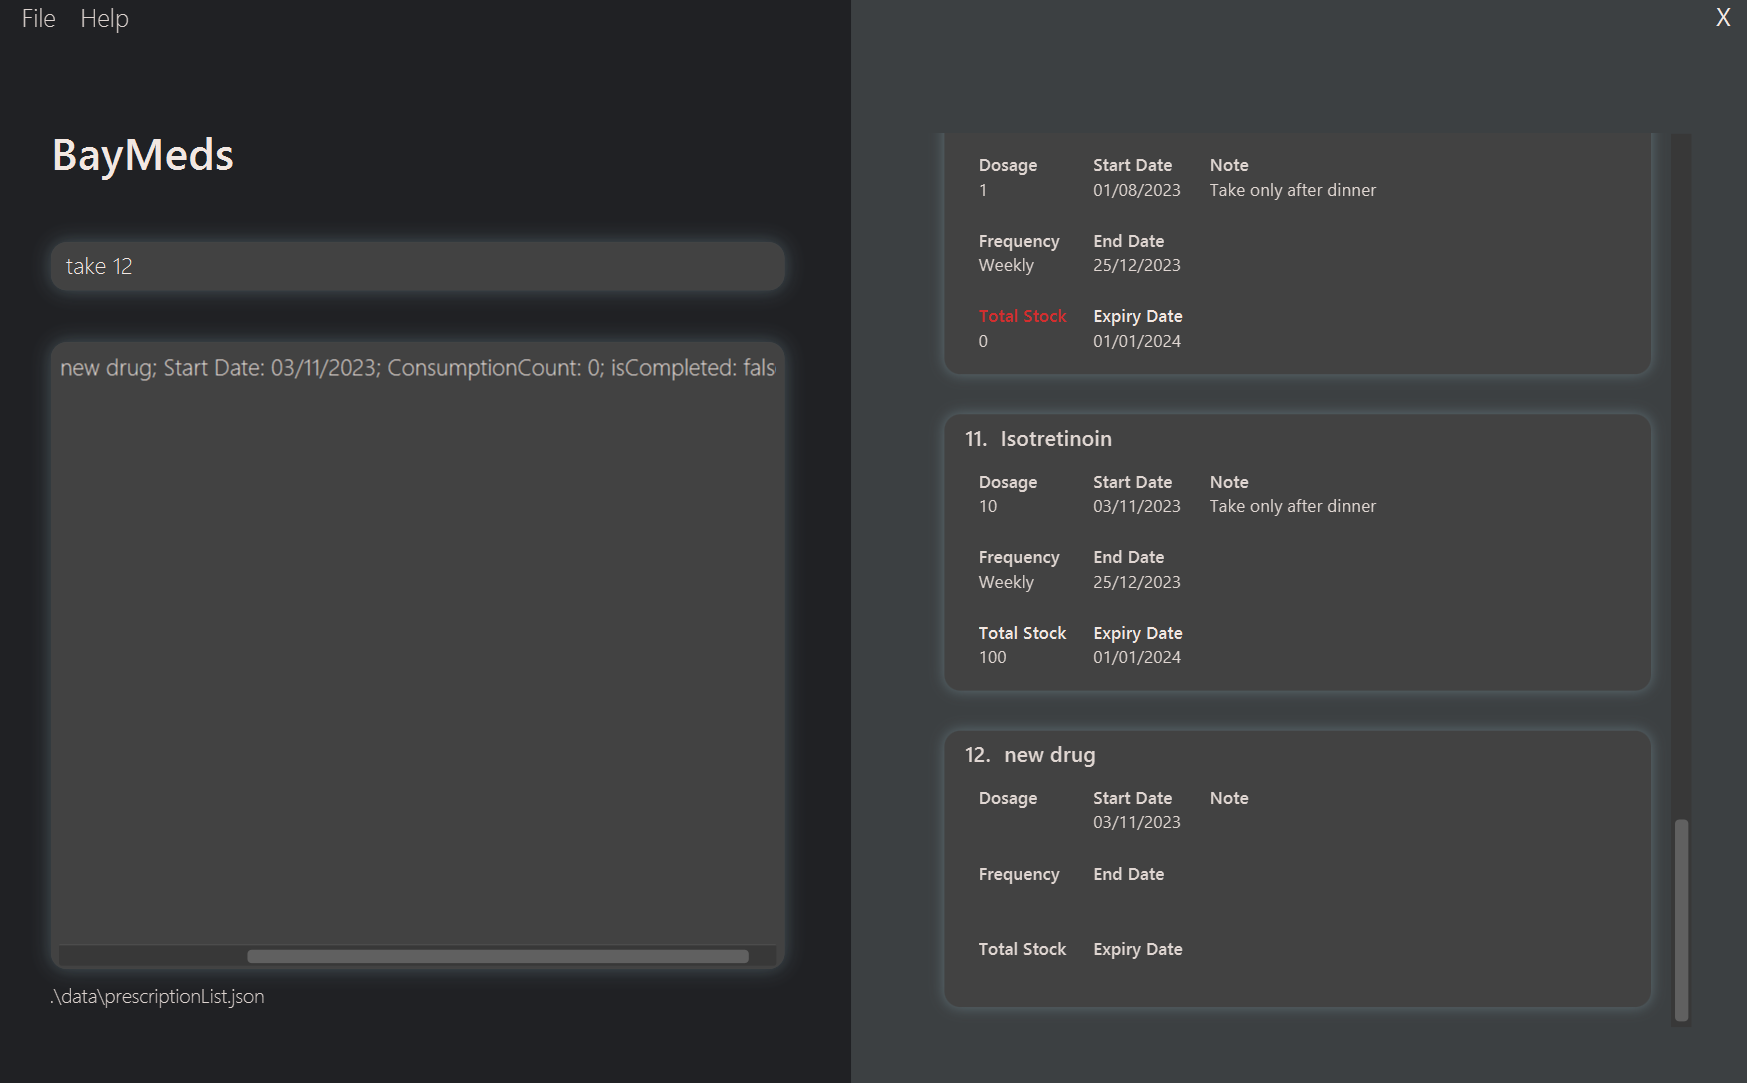 File Help
X
BayMeds
take 12
new drug; Start Date: 03/11/2023; ConsumptionCount: 0; isCompleted: fals
.\data\prescriptionList.json
Dosage Start Date Note
1 01/08/2023 Take only after dinner
Frequency End Date
Weekly 25/12/2023
Total Stock Expiry Date
0 01/01/2024
11. Isotretinoin
Dosage Start Date Note
10 03/11/2023 Take only after dinner
Frequency End Date
Weekly 25/12/2023
Total Stock Expiry Date
100 01/01/2024
12. new drug
Dosage Start Date Note
03/11/2023
Frequency End Date
Total Stock Expiry Date